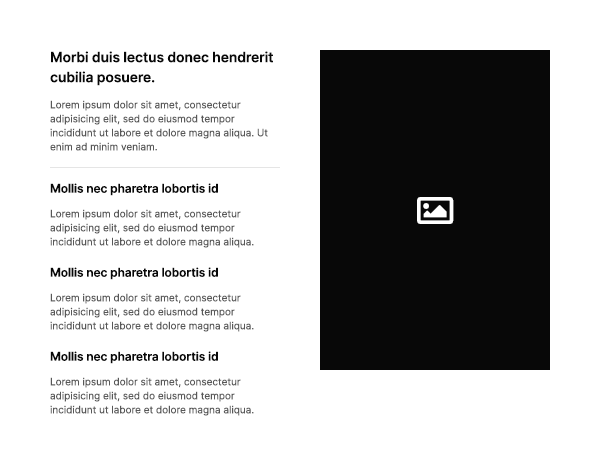 Morbi duis lectus donec hendrerit
cubilia posuere.
Lorem ipsum dolor sit amet, consectetur
adipisicing elit, sed do eiusmod tempor
incididunt ut labore et dolore magna aliqua. Ut
enim ad minim veniam.
Mollis nec pharetra lobortis id
Lorem ipsum dolor sit amet, consectetur
adipisicing elit, sed do eiusmod tempor
incididunt ut labore et dolore magna aliqua.
Mollis nec pharetra lobortis id
Lorem ipsum dolor sit amet, consectetur
adipisicing elit, sed do eiusmod tempor
incididunt ut labore et dolore magna aliqua.
Mollis nec pharetra lobortis id
Lorem ipsum dolor sit amet, consectetur
adipisicing elit, sed do eiusmod tempor
incididunt ut labore et dolore magna aliqua.